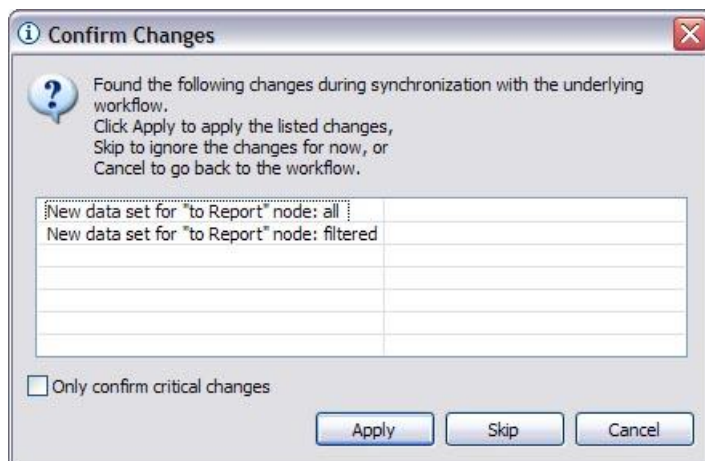 Confirm Changes
Found the following changes during synchronization with the underlying
workflow.
Click Apply to apply the listed changes,
Skip to ignore the changes for now, or
Cancel to go back to the workflow.
New data set for "to Report" node: all
New data set for "to Report" node: filtered
Only confirm critical changes
Apply Skip Cancel